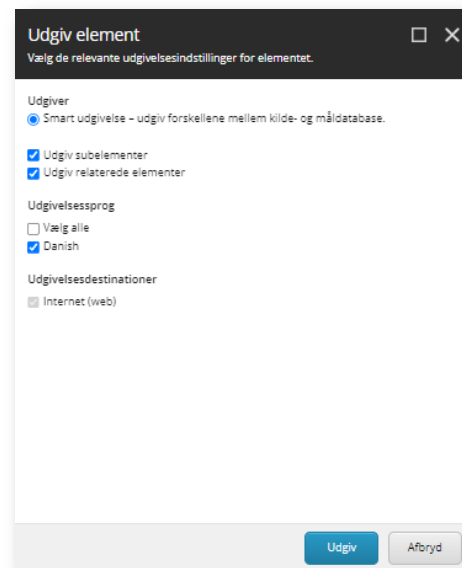 Udgiv element
Vælg de relevante udgivelsesindstillinger for elementet.
Udgiver
Smart udgivelse – udgiv forskellene mellem kilde- og måldatabase.
Udgiv subelementer
Udgiv relaterede elementer
Udgivelsessprog
Vælg alle
Danish
Udgivelsesdestinationer
Internet (web)
Udgiv
Afbryd